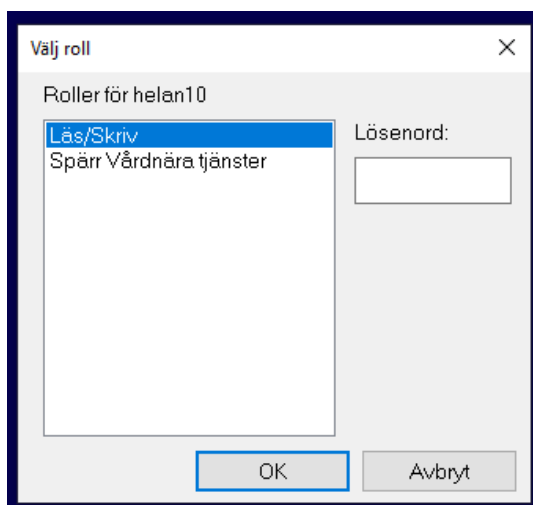 Välj roll
Roller för helan10
Läs/Skriv
Spärr Vårdnära tjänster
Lösenord:
OK
Avbryt